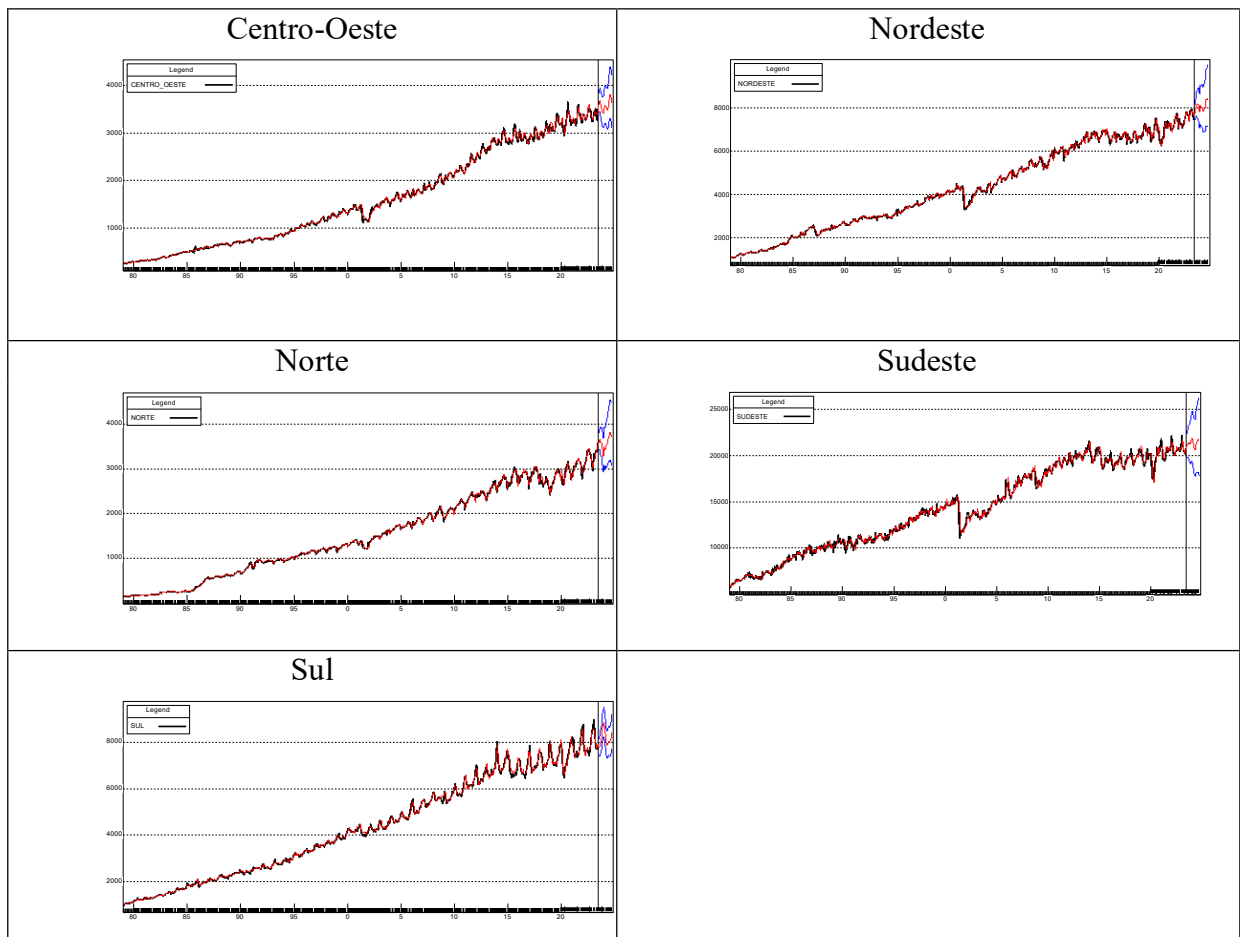 Centro-Oeste
Legend
CENTRO_OESTE
4000
3000
2000
1000
80 85 90 95 0 5 10 15 20
Nordeste
Legend
NORDESTE
8000
6000
4000
2000
80 85 90 95 0 5 10 15 20
Norte
Legend
NORTE
4000
3000
2000
1000
80 85 90 95 0 5 10 15 20
Sudeste
Legend
SUDESTE
25000
20000
15000
10000
80 85 90 95 0 5 10 15 20
Sul
Legend
SUL
8000
6000
4000
2000
80 85 90 95 0 5 10 15 20